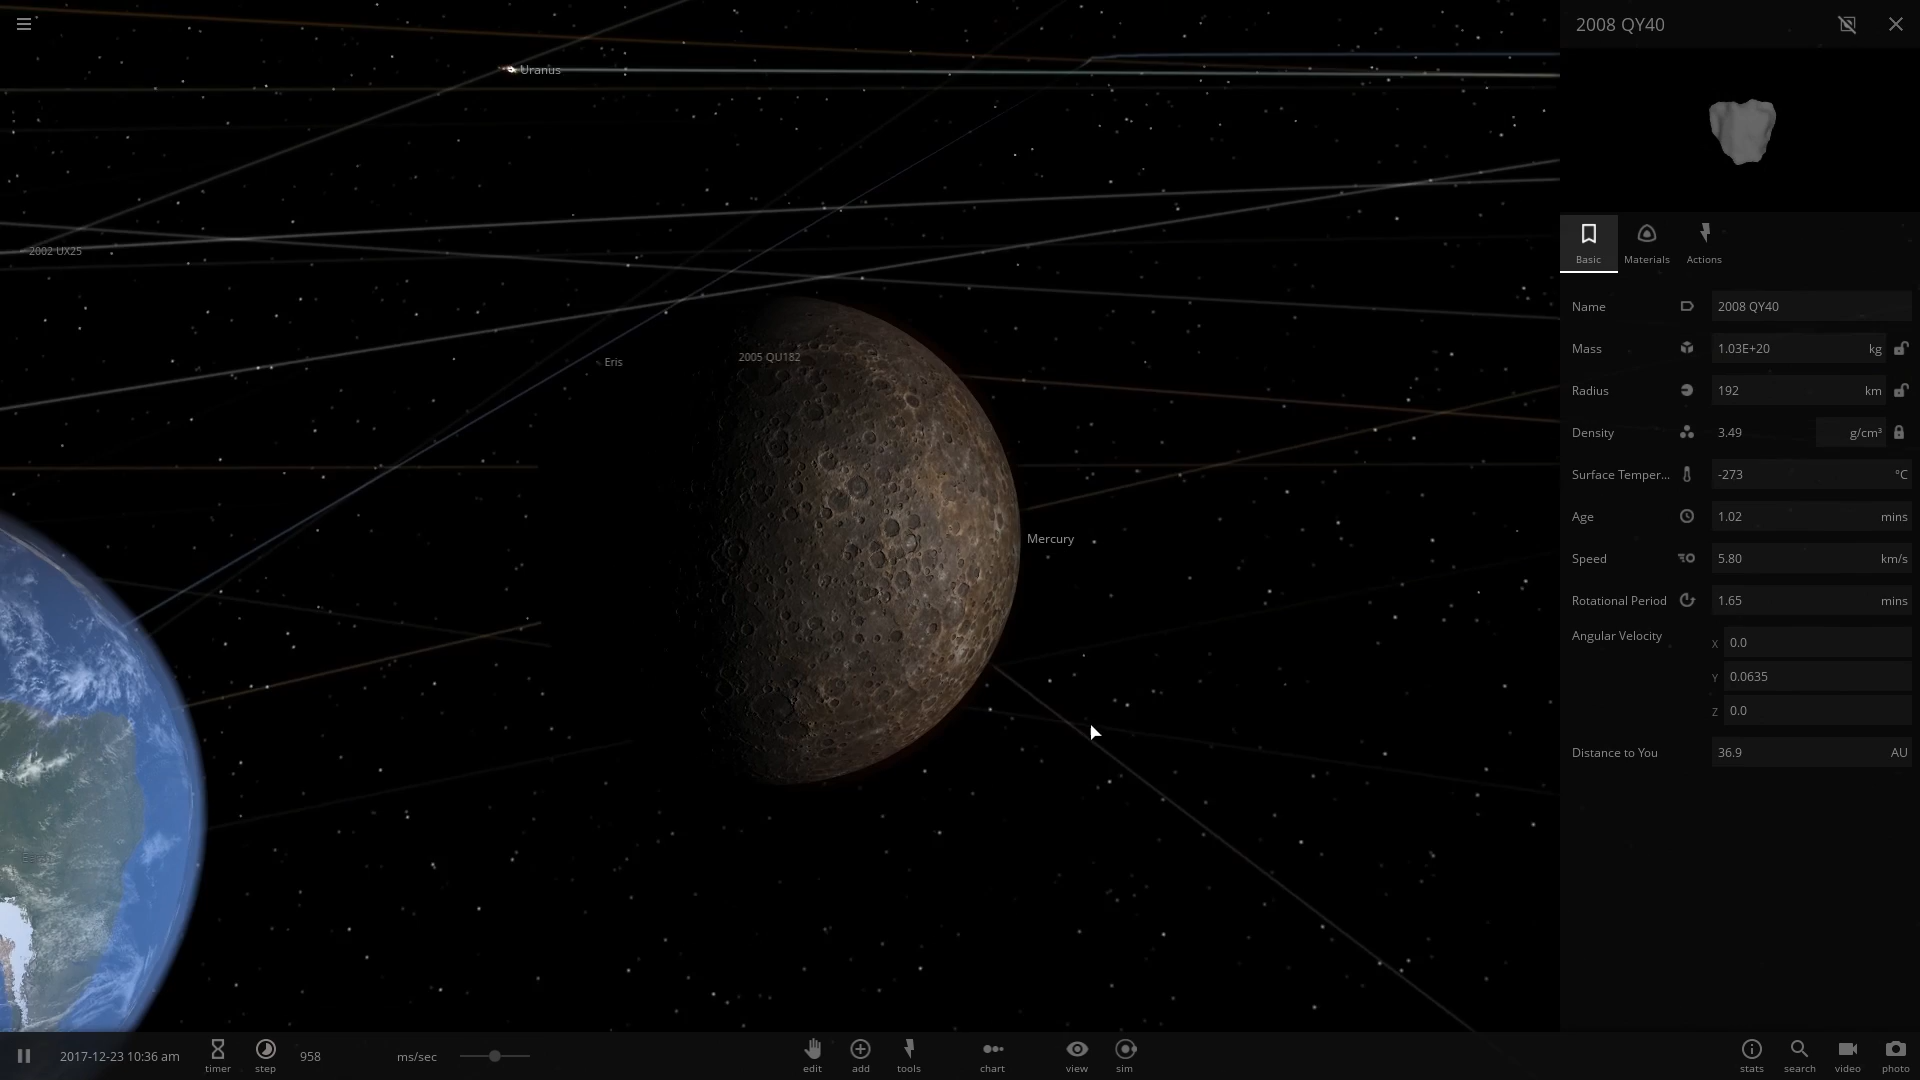 2008 QY40
Uranus
2002 UX25
Eris
2005 QU182
Mercury
Earth
Basic
Materials
Actions
Name 2008 QY40
Mass 1.03E+20 kg
Radius 192 km
Density 3.49 g/cm³
Surface Temper... -273 °C
Age 1.02 mins
Speed 5.80 km/s
Rotational Period 1.65 mins
Angular Velocity X 0.0
Y 0.0635
Z 0.0
Distance to You 36.9 AU
2017-12-23 10:36 am
timer
step
958 ms/sec
edit
add
tools
chart
view
sim
stats
search
video
photo